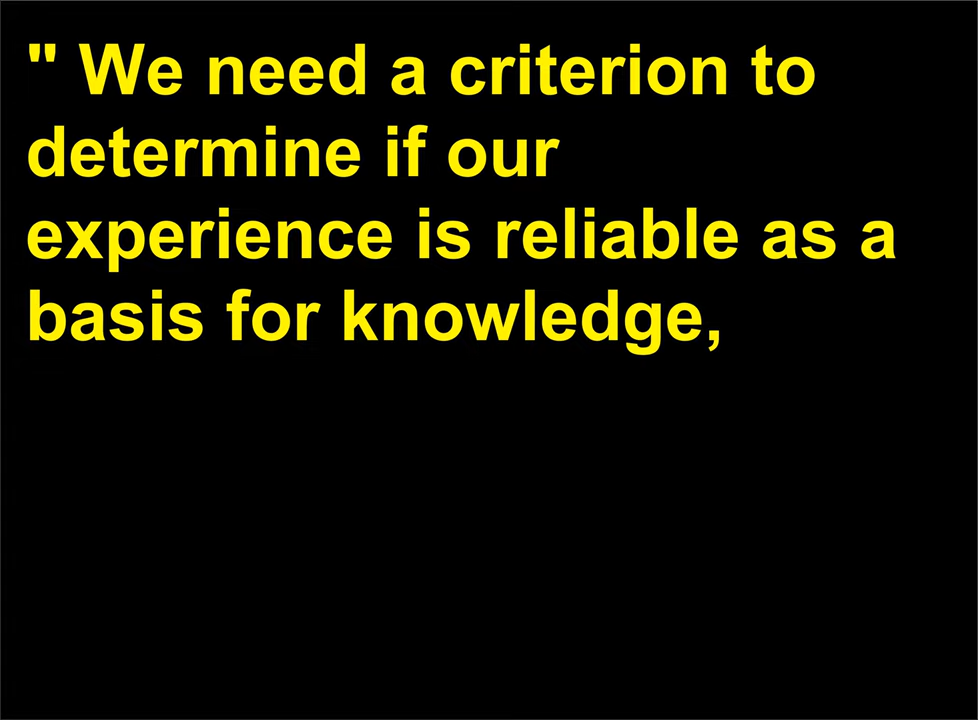 " We need a criterion to
determine if our
experience is reliable as a
basis for knowledge,